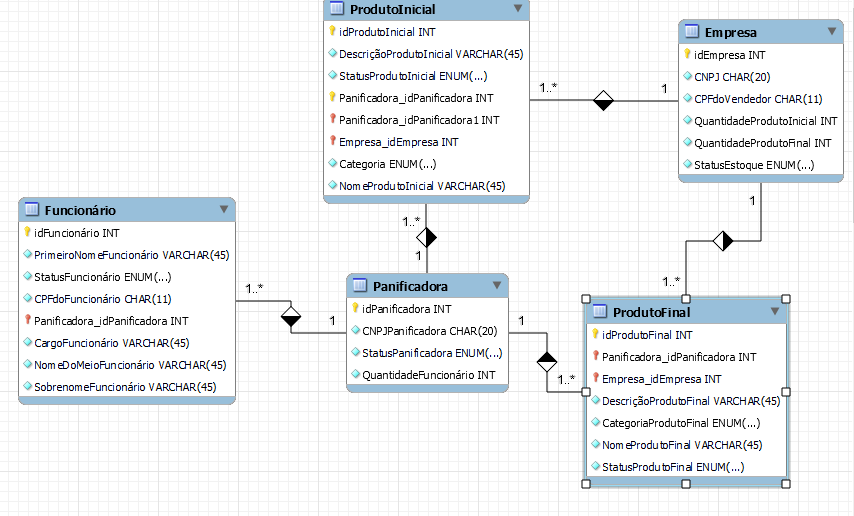 ProdutoInicial
idProdutoInicial INT
DescriçãoProdutoInicial VARCHAR(45)
StatusProdutoInicial ENUM(...)
Panificadora_idPanificadora INT
Panificadora_idPanificadora1 INT
Empresa_idEmpresa INT
Categoria ENUM(...)
NomeProdutoInicial VARCHAR(45)
1..*
1
Empresa
idEmpresa INT
CNPJ CHAR(20)
CPFdoVendedor CHAR(11)
QuantidadeProdutoInicial INT
QuantidadeProdutoFinal INT
StatusEstoque ENUM(...)
1
1..*
1..*
1
Funcionário
idFuncionário INT
PrimeiroNomeFuncionário VARCHAR(45)
StatusFuncionário ENUM(...)
CPFdoFuncionário CHAR(11)
Panificadora_idPanificadora INT
CargoFuncionário VARCHAR(45)
NomeDoMeioFuncionário VARCHAR(45)
SobrenomeFuncionário VARCHAR(45)
1..*
1
Panificadora
idPanificadora INT
CNPJPanificadora CHAR(20)
StatusPanificadora ENUM(...)
QuantidadeFuncionário INT
1
1..*
ProdutoFinal
idProdutoFinal INT
Panificadora_idPanificadora INT
Empresa_idEmpresa INT
DescriçãoProdutoFinal VARCHAR(45)
CategoriaProdutoFinal ENUM(...)
NomeProdutoFinal VARCHAR(45)
StatusProdutoFinal ENUM(...)